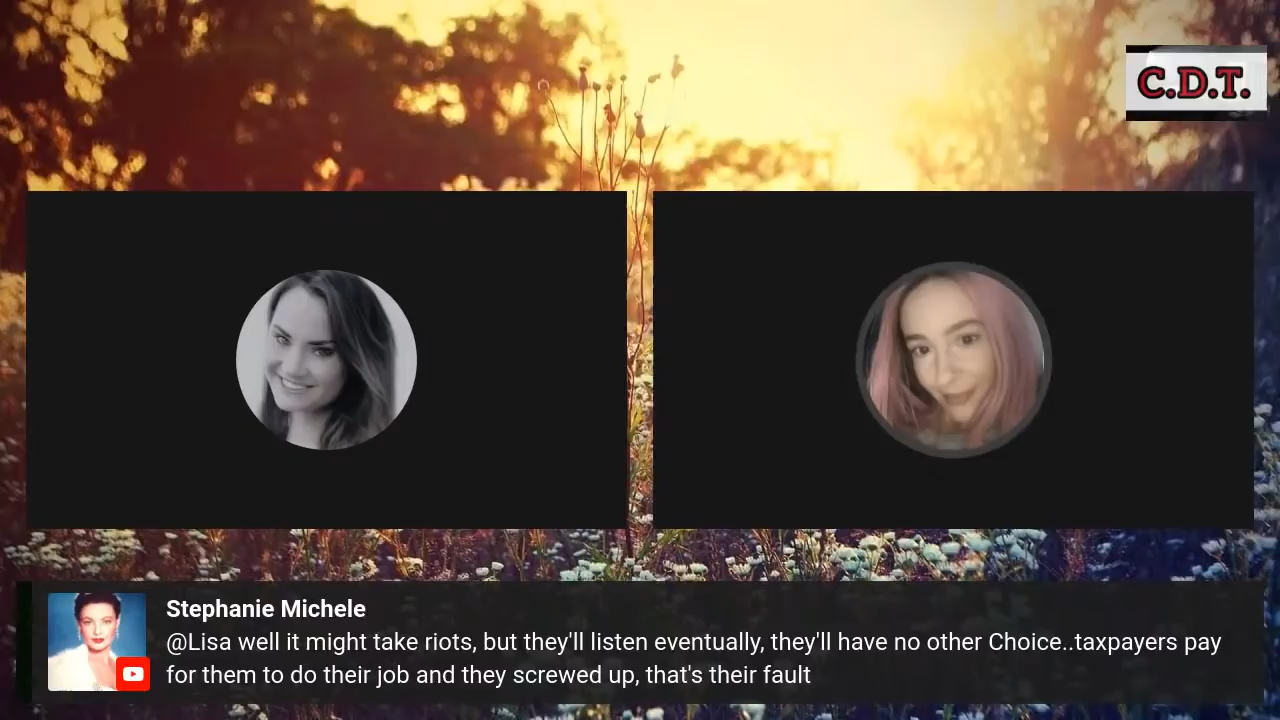 C.D.T.
Stephanie Michele
@Lisa well it might take riots, but they'll listen eventually, they'll have no other Choice..taxpayers pay
for them to do their job and they screwed up, that's their fault